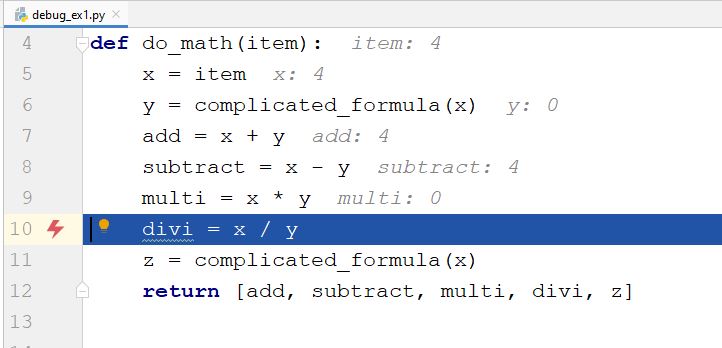 debug_ex1.py ×
4 def do_math(item): item: 4
5 x = item x: 4
6 y = complicated_formula(x) y: 0
7 add = x + y add: 4
8 subtract = x - y subtract: 4
9 multi = x * y multi: 0
10 divi = x / y
11 z = complicated_formula(x)
12 return [add, subtract, multi, divi, z]
13